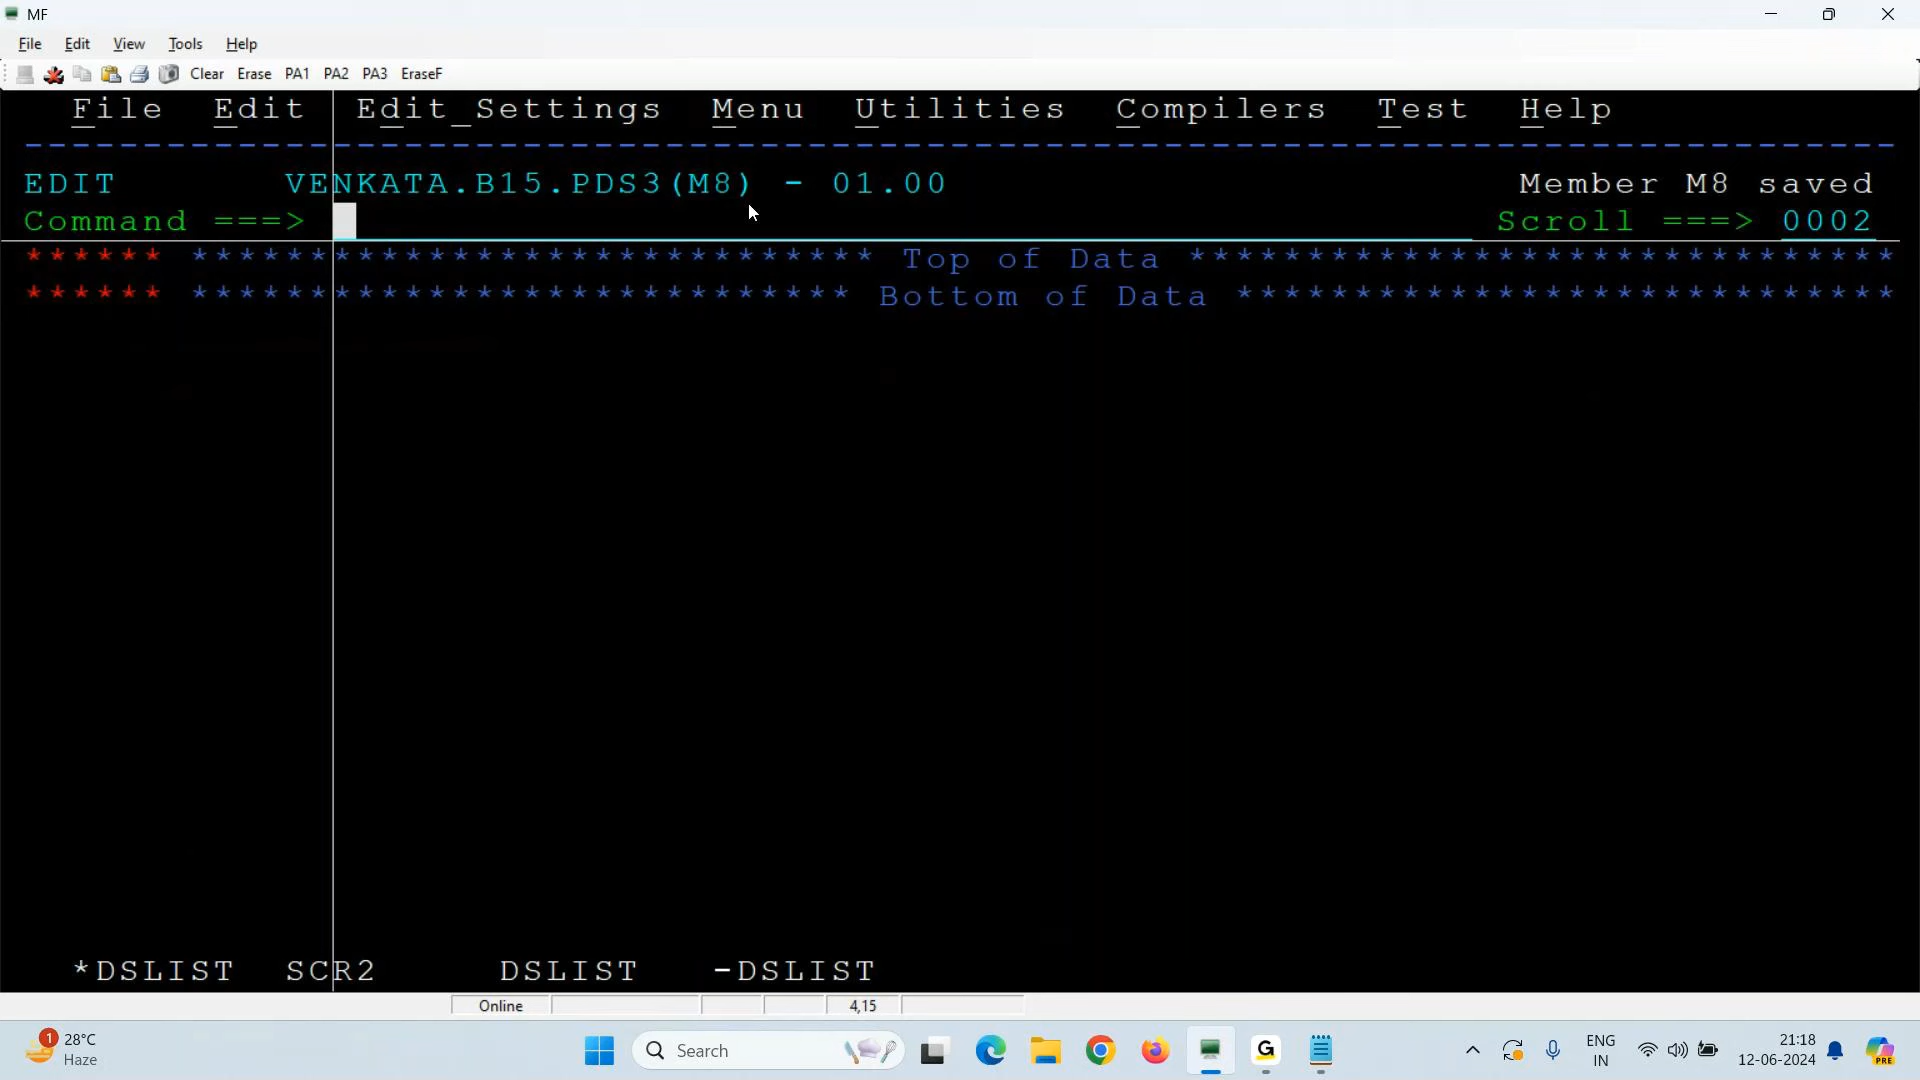 MF
File Edit View Tools Help
Clear Erase PA1 PA2 PA3 EraseF
File Edit Edit_Settings Menu Utilities Compilers Test Help
--------------------------------------------------------------------------------
EDIT VENKATA.B15.PDS3(M8) - 01.00 Member M8 saved
Command ===> Scroll ===> 0002
****** ***************************** Top of Data ******************************
****** **************************** Bottom of Data ****************************
*DSLIST SCR2 DSLIST -DSLIST
Online 4,15
1 28°C
Haze
Search
G
ENG
IN
21:18
12-06-2024
PRE